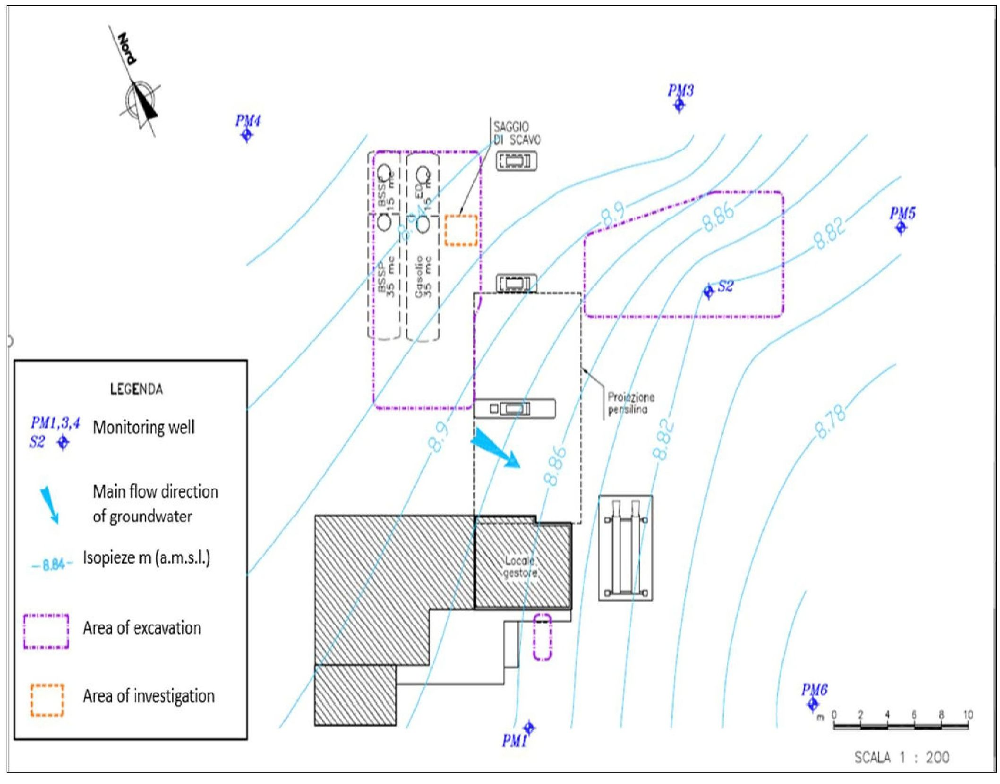 Nord
PM4
PM3
SAGGIO
DI SCAVO
BSSP
15 mc
ED
15 mc
8.94
8.9
8.86
8.82
PM5
S2
BSSP
35 mc
Gasolio
35 mc
Proiezione
pensilina
8.9
8.86
8.82
8.78
LEGENDA
PM1,3,4
S2
Monitoring well
Main flow direction
of groundwater
-8.84-
Isopieze m (a.m.s.l.)
Area of excavation
Area of investigation
Locale
gestore
PM1
PM6
m 0 2 4 6 8 10
SCALA 1 : 200